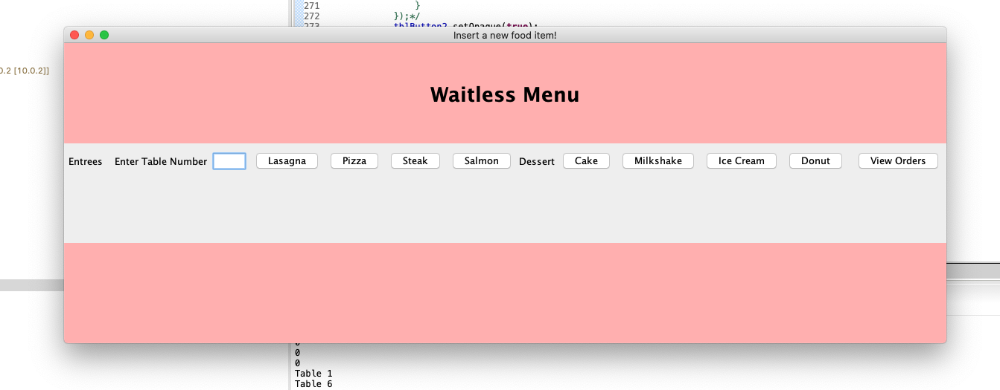 271 }
272 });*/
273 tblButton2.setOpaque(true);
Insert a new food item!
0.2 [10.0.2]]
Waitless Menu
Entrees Enter Table Number Lasagna Pizza Steak Salmon Dessert Cake Milkshake Ice Cream Donut View Orders
0
0
Table 1
Table 6